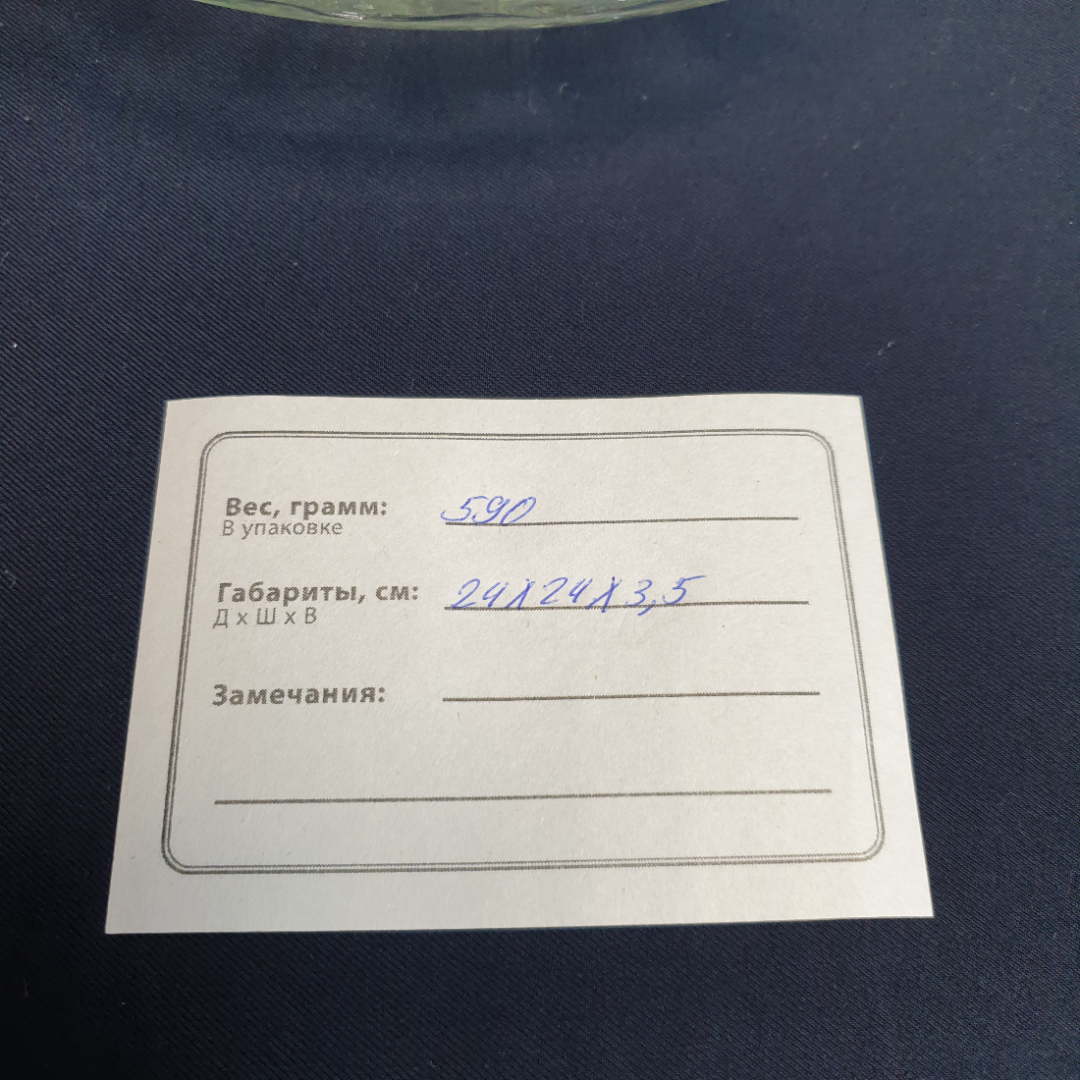 Вес, грамм: 590
В упаковке
Габариты, см: 24х24х3,5
Д х Ш х В
Замечания: